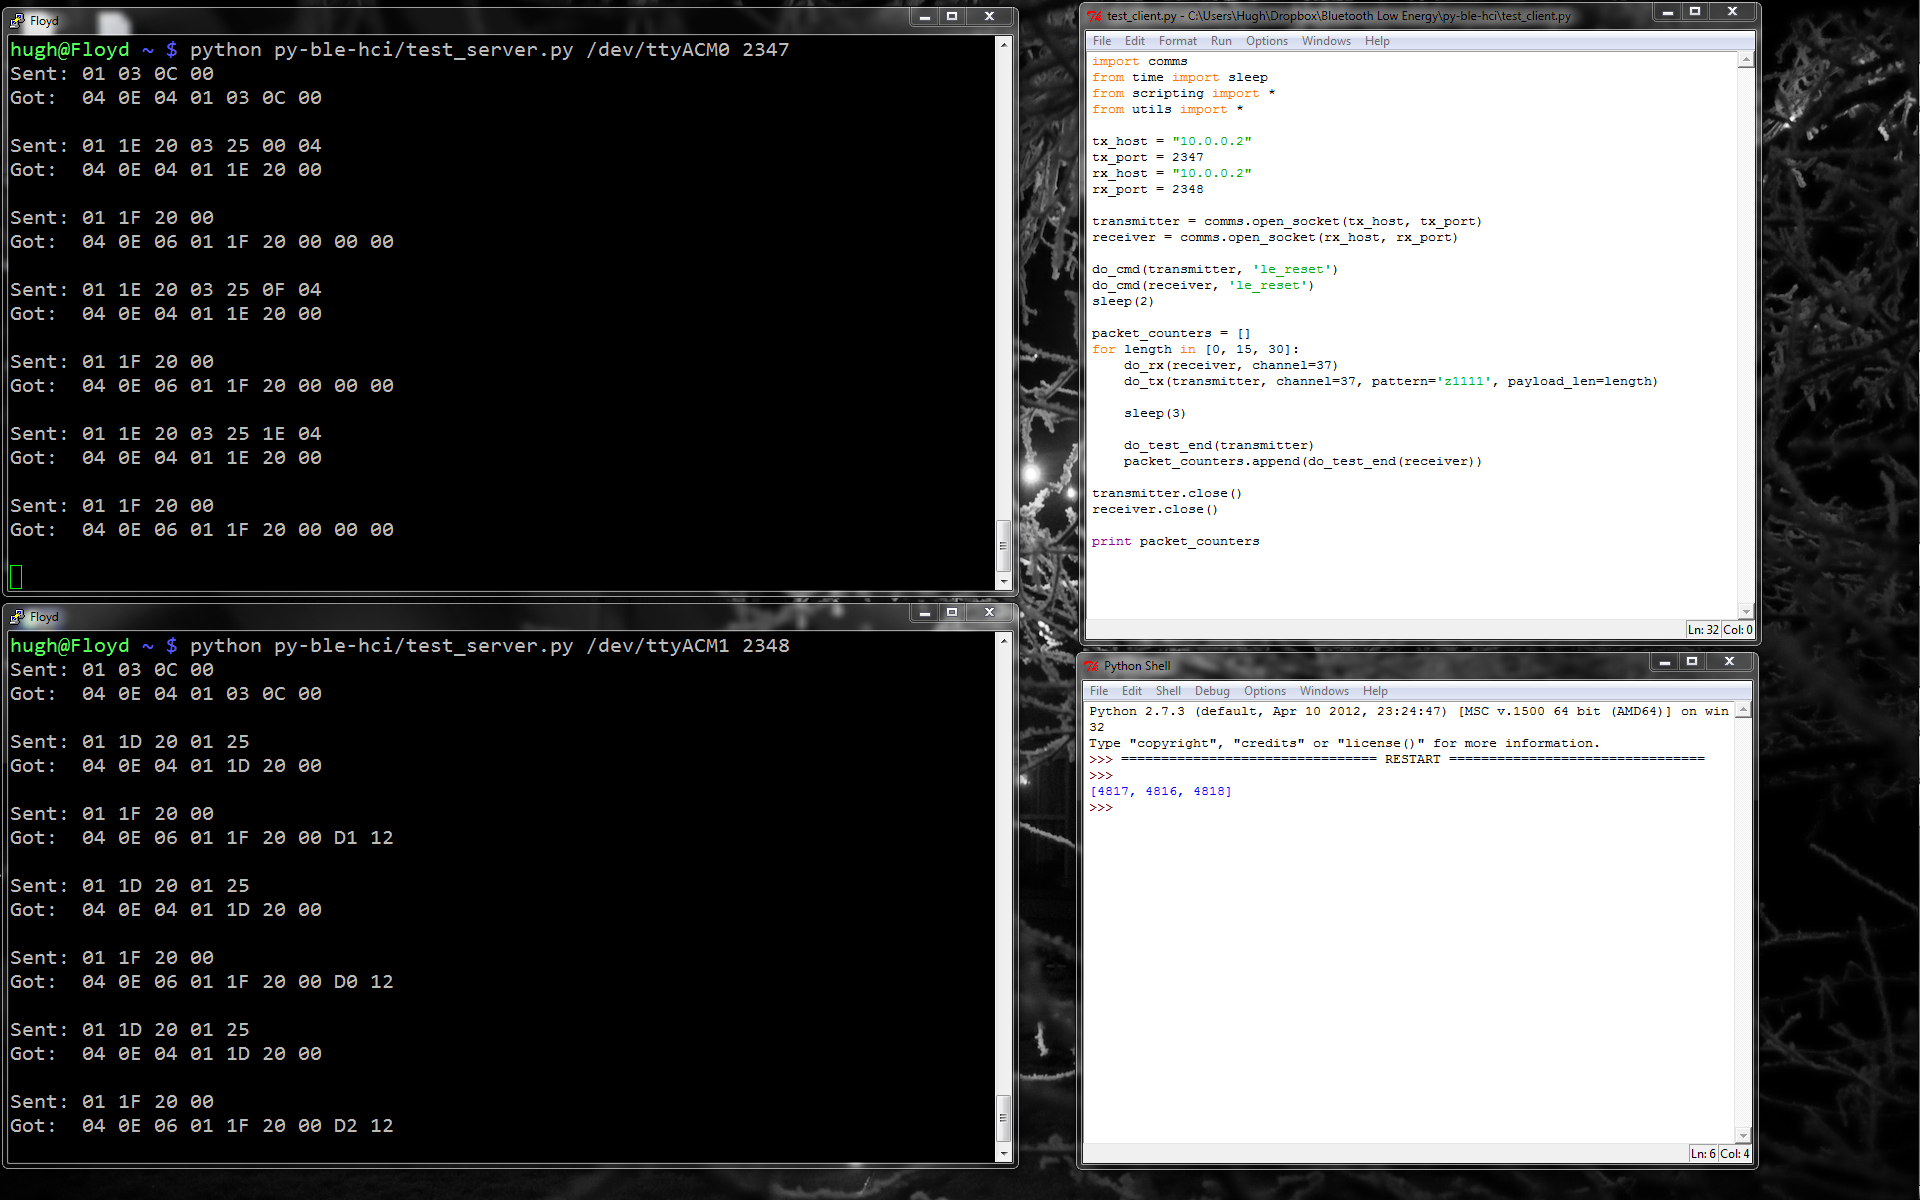 Floyd
hugh@Floyd ~ $ python py-ble-hci/test_server.py /dev/ttyACM0 2347
Sent: 01 03 0C 00
Got:  04 0E 04 01 03 0C 00
Sent: 01 1E 20 03 25 00 04
Got:  04 0E 04 01 1E 20 00
Sent: 01 1F 20 00
Got:  04 0E 06 01 1F 20 00 00 00
Sent: 01 1E 20 03 25 0F 04
Got:  04 0E 04 01 1E 20 00
Sent: 01 1F 20 00
Got:  04 0E 06 01 1F 20 00 00 00
Sent: 01 1E 20 03 25 1E 04
Got:  04 0E 04 01 1E 20 00
Sent: 01 1F 20 00
Got:  04 0E 06 01 1F 20 00 00 00
Floyd
hugh@Floyd ~ $ python py-ble-hci/test_server.py /dev/ttyACM1 2348
Sent: 01 03 0C 00
Got:  04 0E 04 01 03 0C 00
Sent: 01 1D 20 01 25
Got:  04 0E 04 01 1D 20 00
Sent: 01 1F 20 00
Got:  04 0E 06 01 1F 20 00 D1 12
Sent: 01 1D 20 01 25
Got:  04 0E 04 01 1D 20 00
Sent: 01 1F 20 00
Got:  04 0E 06 01 1F 20 00 D0 12
Sent: 01 1D 20 01 25
Got:  04 0E 04 01 1D 20 00
Sent: 01 1F 20 00
Got:  04 0E 06 01 1F 20 00 D2 12
test_client.py - C:\Users\Hugh\Dropbox\Bluetooth Low Energy\py-ble-hci\test_client.py
File Edit Format Run Options Windows Help
import comms
from time import sleep
from scripting import *
from utils import *
tx_host = "10.0.0.2"
tx_port = 2347
rx_host = "10.0.0.2"
rx_port = 2348
transmitter = comms.open_socket(tx_host, tx_port)
receiver = comms.open_socket(rx_host, rx_port)
do_cmd(transmitter, 'le_reset')
do_cmd(receiver, 'le_reset')
sleep(2)
packet_counters = []
for length in [0, 15, 30]:
    do_rx(receiver, channel=37)
    do_tx(transmitter, channel=37, pattern='z1111', payload_len=length)
    sleep(3)
    do_test_end(transmitter)
    packet_counters.append(do_test_end(receiver))
transmitter.close()
receiver.close()
print packet_counters
Ln: 32 Col: 0
Python Shell
File Edit Shell Debug Options Windows Help
Python 2.7.3 (default, Apr 10 2012, 23:24:47) [MSC v.1500 64 bit (AMD64)] on win
32
Type "copyright", "credits" or "license()" for more information.
>>> ================================ RESTART ================================
>>>
[4817, 4816, 4818]
>>>
Ln: 6 Col: 4